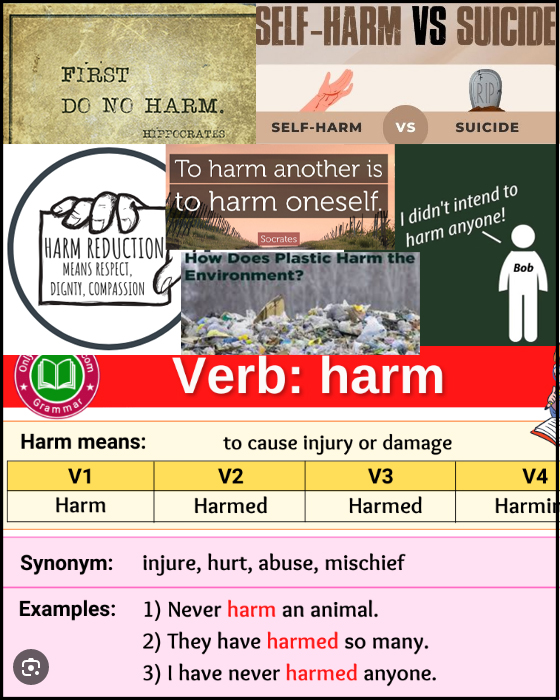 FIRST
DO NO HARM.
HIPPOCRATES
SELF-HARM VS SUICIDE
RIP
SELF-HARM
VS
SUICIDE
HARM REDUCTION
MEANS RESPECT,
DIGNTY, COMPASSION
To harm another is
to harm oneself.
Socrates
I didn't intend to
harm anyone!
Bob
How Does Plastic Harm the
Environment?
Grammar
Verb: harm
Harm means: to cause injury or damage
V1 V2 V3 V4
Harm Harmed Harmed
Synonym: injure, hurt, abuse, mischief
Examples: 1) Never harm an animal.
2) They have harmed so many.
3) I have never harmed anyone.